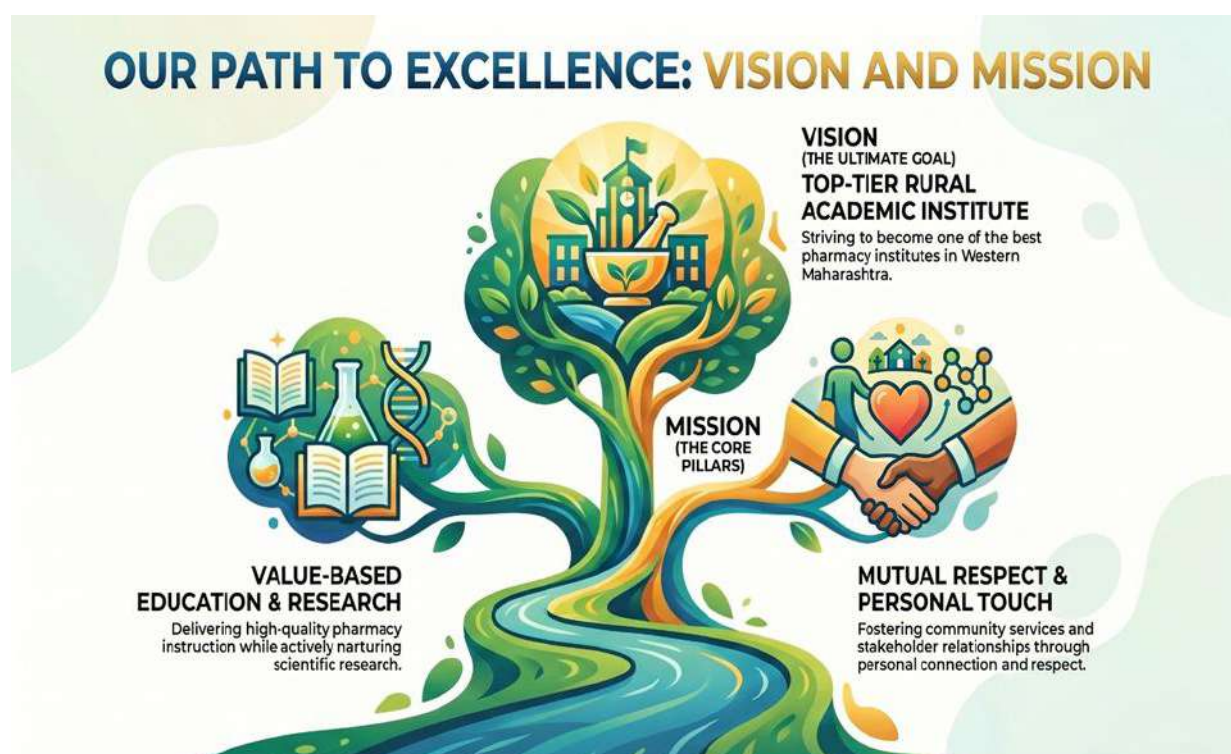 OUR PATH TO EXCELLENCE: VISION AND MISSION
VISION
(THE ULTIMATE GOAL)
TOP-TIER RURAL
ACADEMIC INSTITUTE
Striving to become one of the best
pharmacy institutes in Western
Maharastra.
MISSION
(THE CORE
PILLARS)
VALUE-BASED
EDUCATION & RESEARCH
Delivering high-quality pharmacy
instruction while actively nurturing
scientific research.
MUTUAL RESPECT &
PERSONAL TOUCH
Fostering community services and
stakeholder relationships through
personal connection and respect.